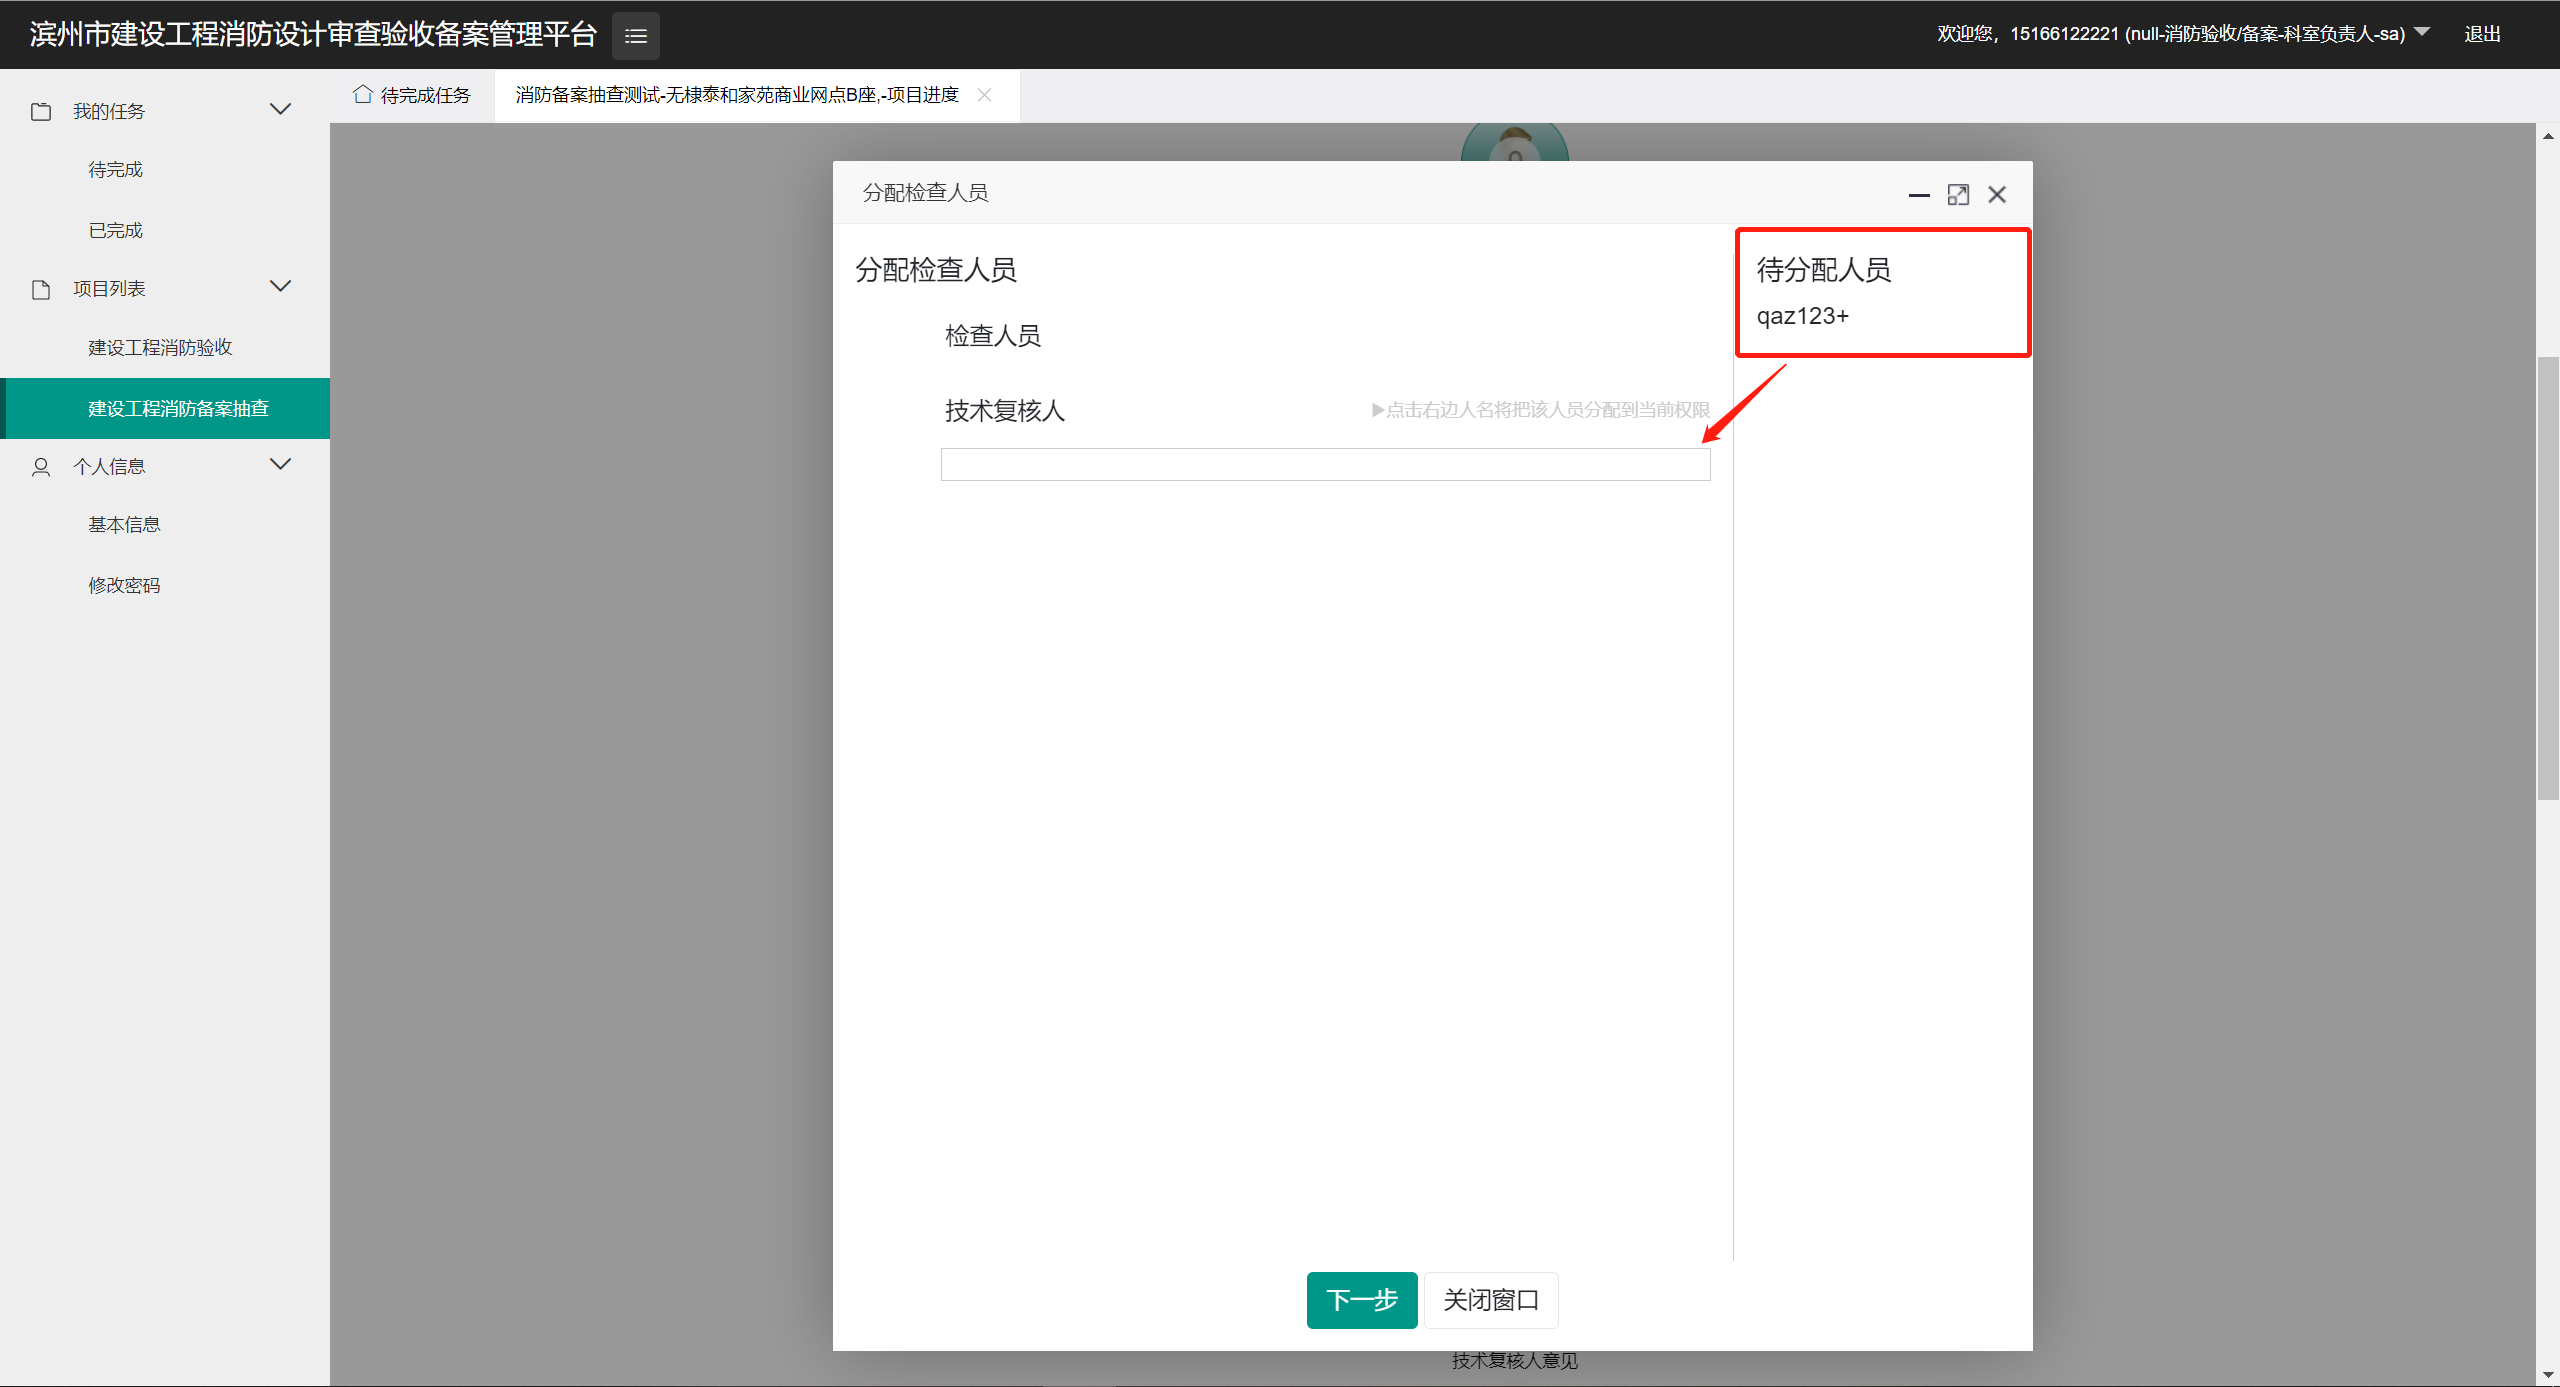 滨州市建设工程消防设计审查验收备案管理平台
欢迎您，15166122221 (null-消防验收/备案-科室负责人-sa)
退出
我的任务
待完成
已完成
项目列表
建设工程消防验收
建设工程消防备案抽查
个人信息
基本信息
修改密码
待完成任务
消防备案抽查测试-无棣泰和家苑商业网点B座,-项目进度
分配检查人员
分配检查人员
检查人员
技术复核人
▶点击右边人名将把该人员分配到当前权限
待分配人员
qaz123+
下一步
关闭窗口
技术复核人意见